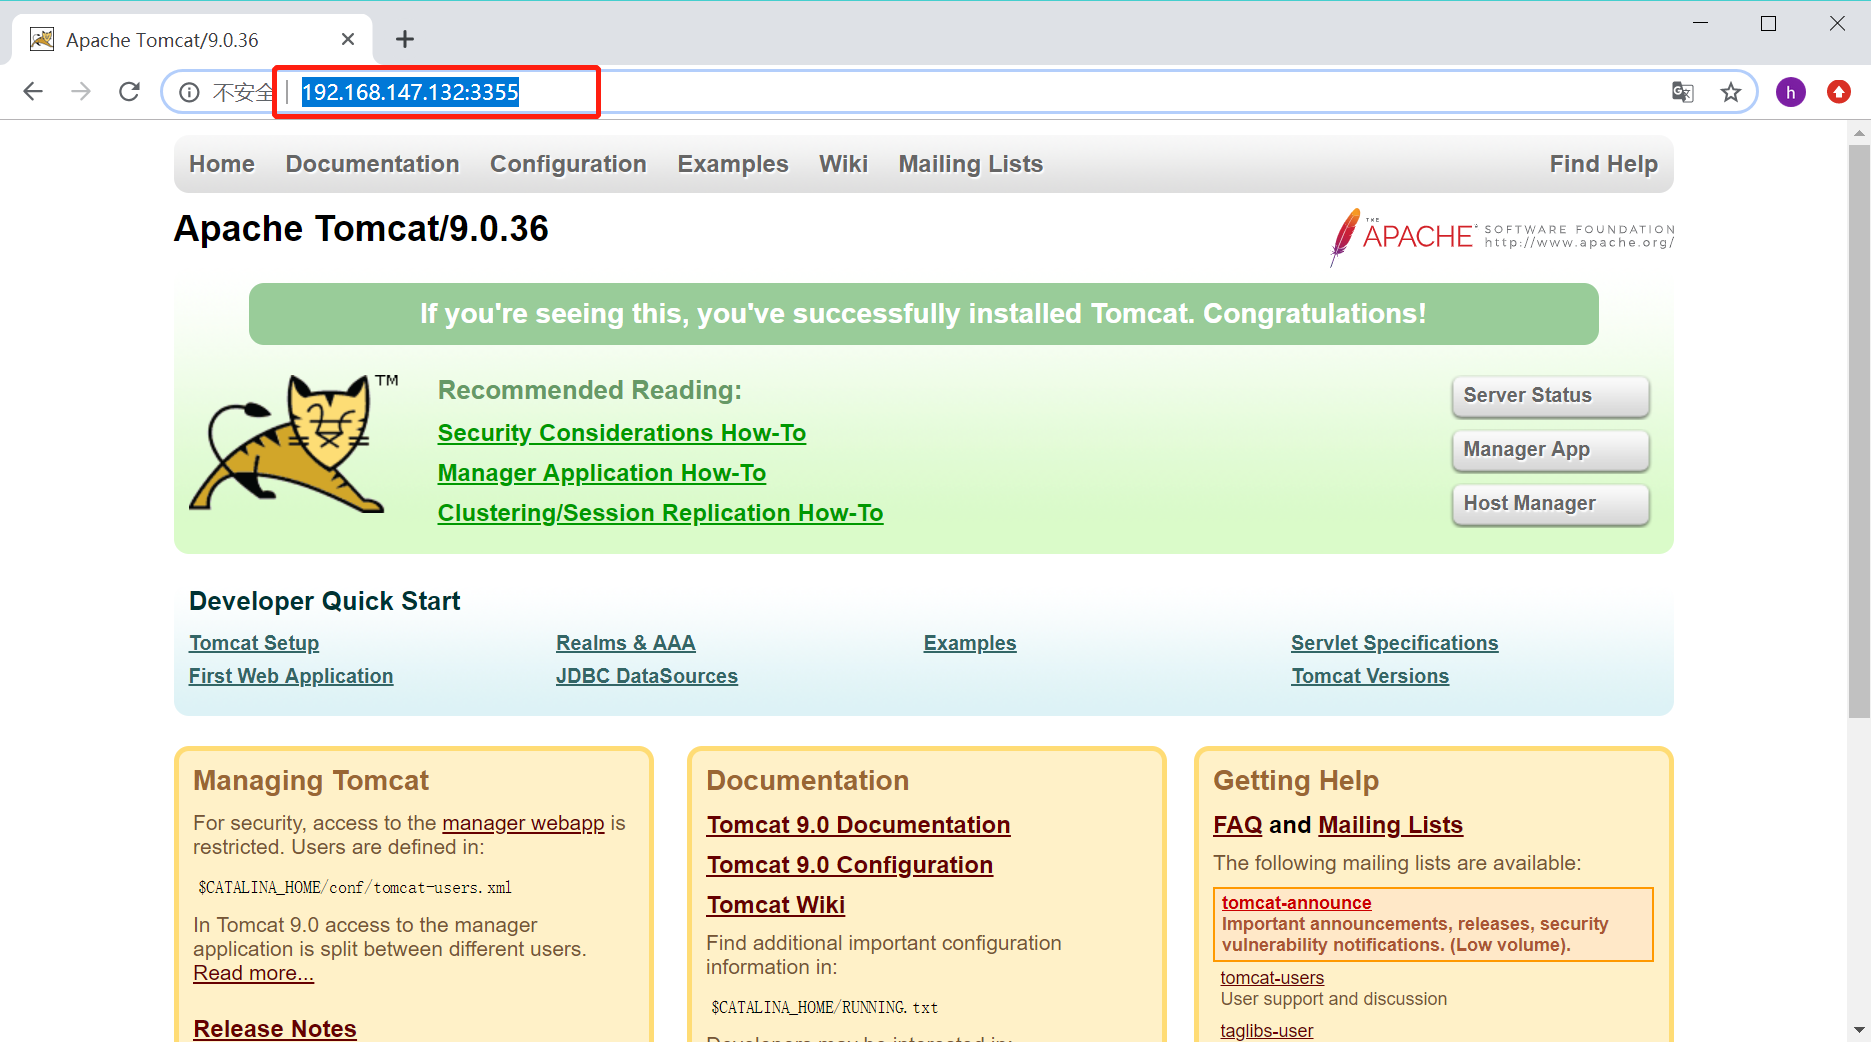 Apache Tomcat/9.0.36
不安全 192.168.147.132:3355
h
Home Documentation Configuration Examples Wiki Mailing Lists Find Help
Apache Tomcat/9.0.36
THE
APACHE SOFTWARE FOUNDATION
http://www.apache.org/
If you're seeing this, you've successfully installed Tomcat. Congratulations!
TM
Recommended Reading:
Security Considerations How-To
Manager Application How-To
Clustering/Session Replication How-To
Server Status
Manager App
Host Manager
Developer Quick Start
Tomcat Setup
First Web Application
Realms & AAA
JDBC DataSources
Examples
Servlet Specifications
Tomcat Versions
Managing Tomcat
For security, access to the manager webapp is
restricted. Users are defined in:
$CATALINA_HOME/conf/tomcat-users.xml
In Tomcat 9.0 access to the manager
application is split between different users.
Read more...
Release Notes
Documentation
Tomcat 9.0 Documentation
Tomcat 9.0 Configuration
Tomcat Wiki
Find additional important configuration
information in:
$CATALINA_HOME/RUNNING.txt
Developers may be interested in:
Getting Help
FAQ and Mailing Lists
The following mailing lists are available:
tomcat-announce
Important announcements, releases, security
vulnerability notifications. (Low volume).
tomcat-users
User support and discussion
taglibs-user